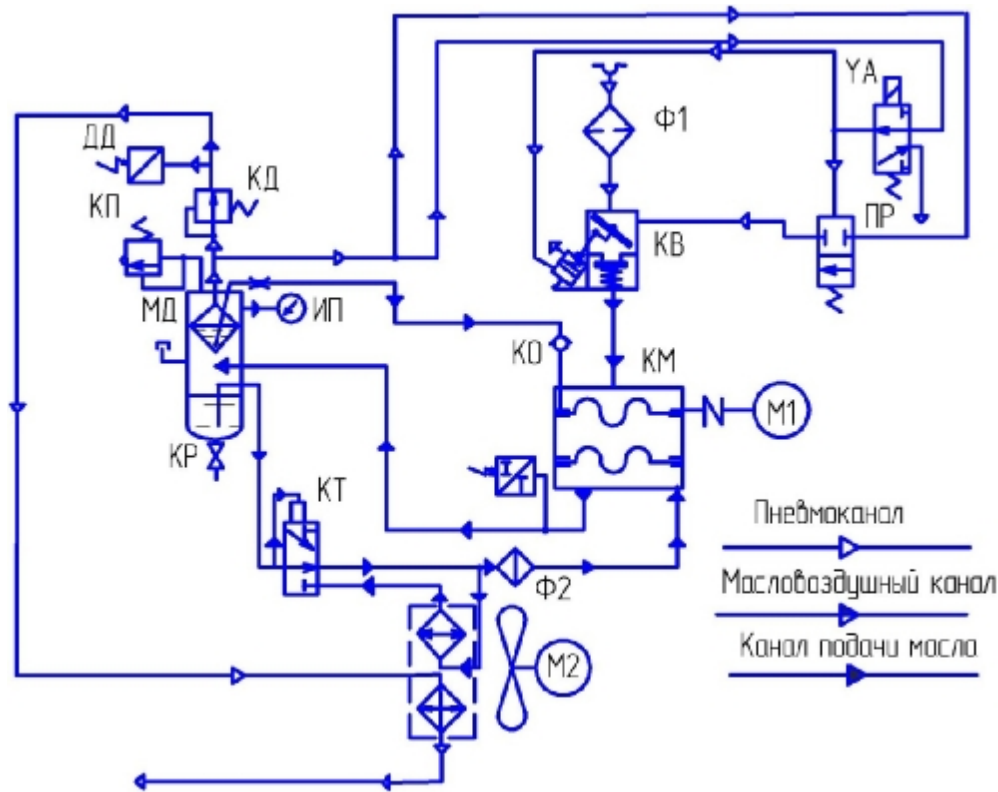 YA
Ф1
ДД
КД
КП
КВ
ПР
МД
ИП
КО
КМ
М1
КР
КТ
Пневмоканал
Ф2
Масловоздушный канал
М2
Канал подачи масла